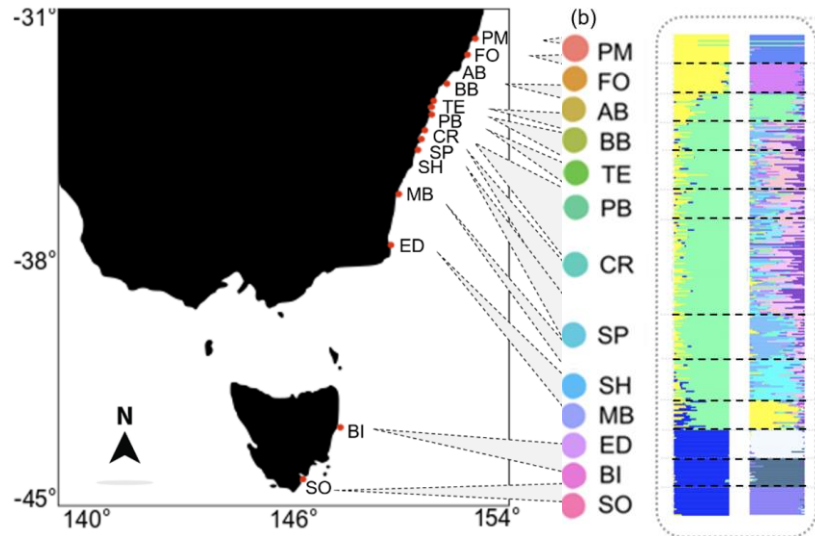 -31°
PM
FO
AB
BB
TE
PB
CR
SP
SH
MB
-38°
ED
N
BI
SO
-45°
140°
146°
154°
(b)
PM
FO
AB
BB
TE
PB
CR
SP
SH
MB
ED
BI
SO